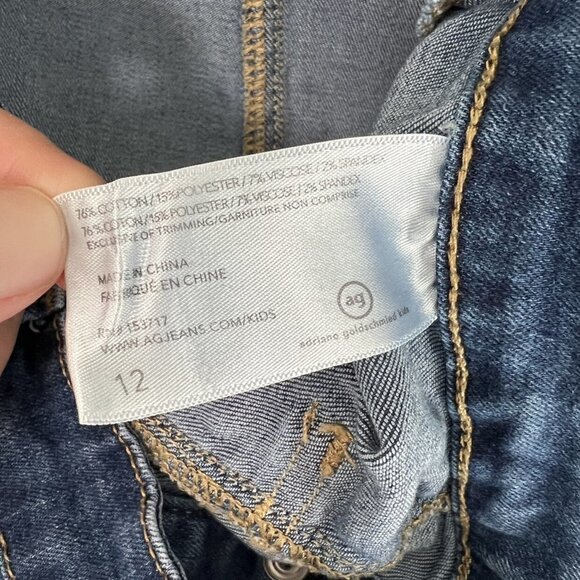 76% COTTON / 15% POLYESTER / 7% VISCOSE / 2% SPANDEX
76% COTON / 15% POLYESTER / 7% VISCOSE / 2% SPANDEX
EXCLUSIVE OF TRIMMING/GARNITURE NON COMPRISE
MADE IN CHINA
FABRIQUÉ EN CHINE
RN# 153717
WWW.AGJEANS.COM/KIDS
12
ag
adriano goldschmied kids